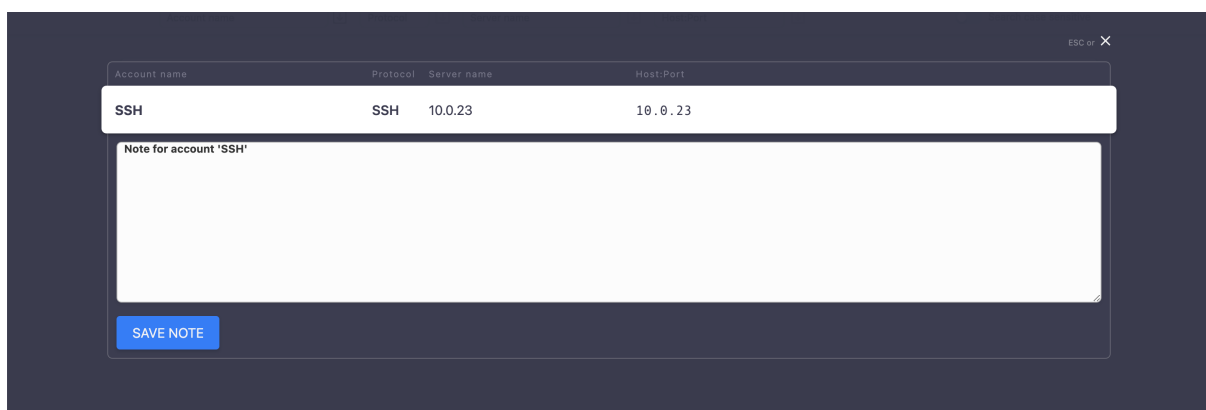 ESC or ×
Account name Protocol Server name Host:Port
SSH SSH 10.0.23 10.0.23
Note for account 'SSH'
SAVE NOTE